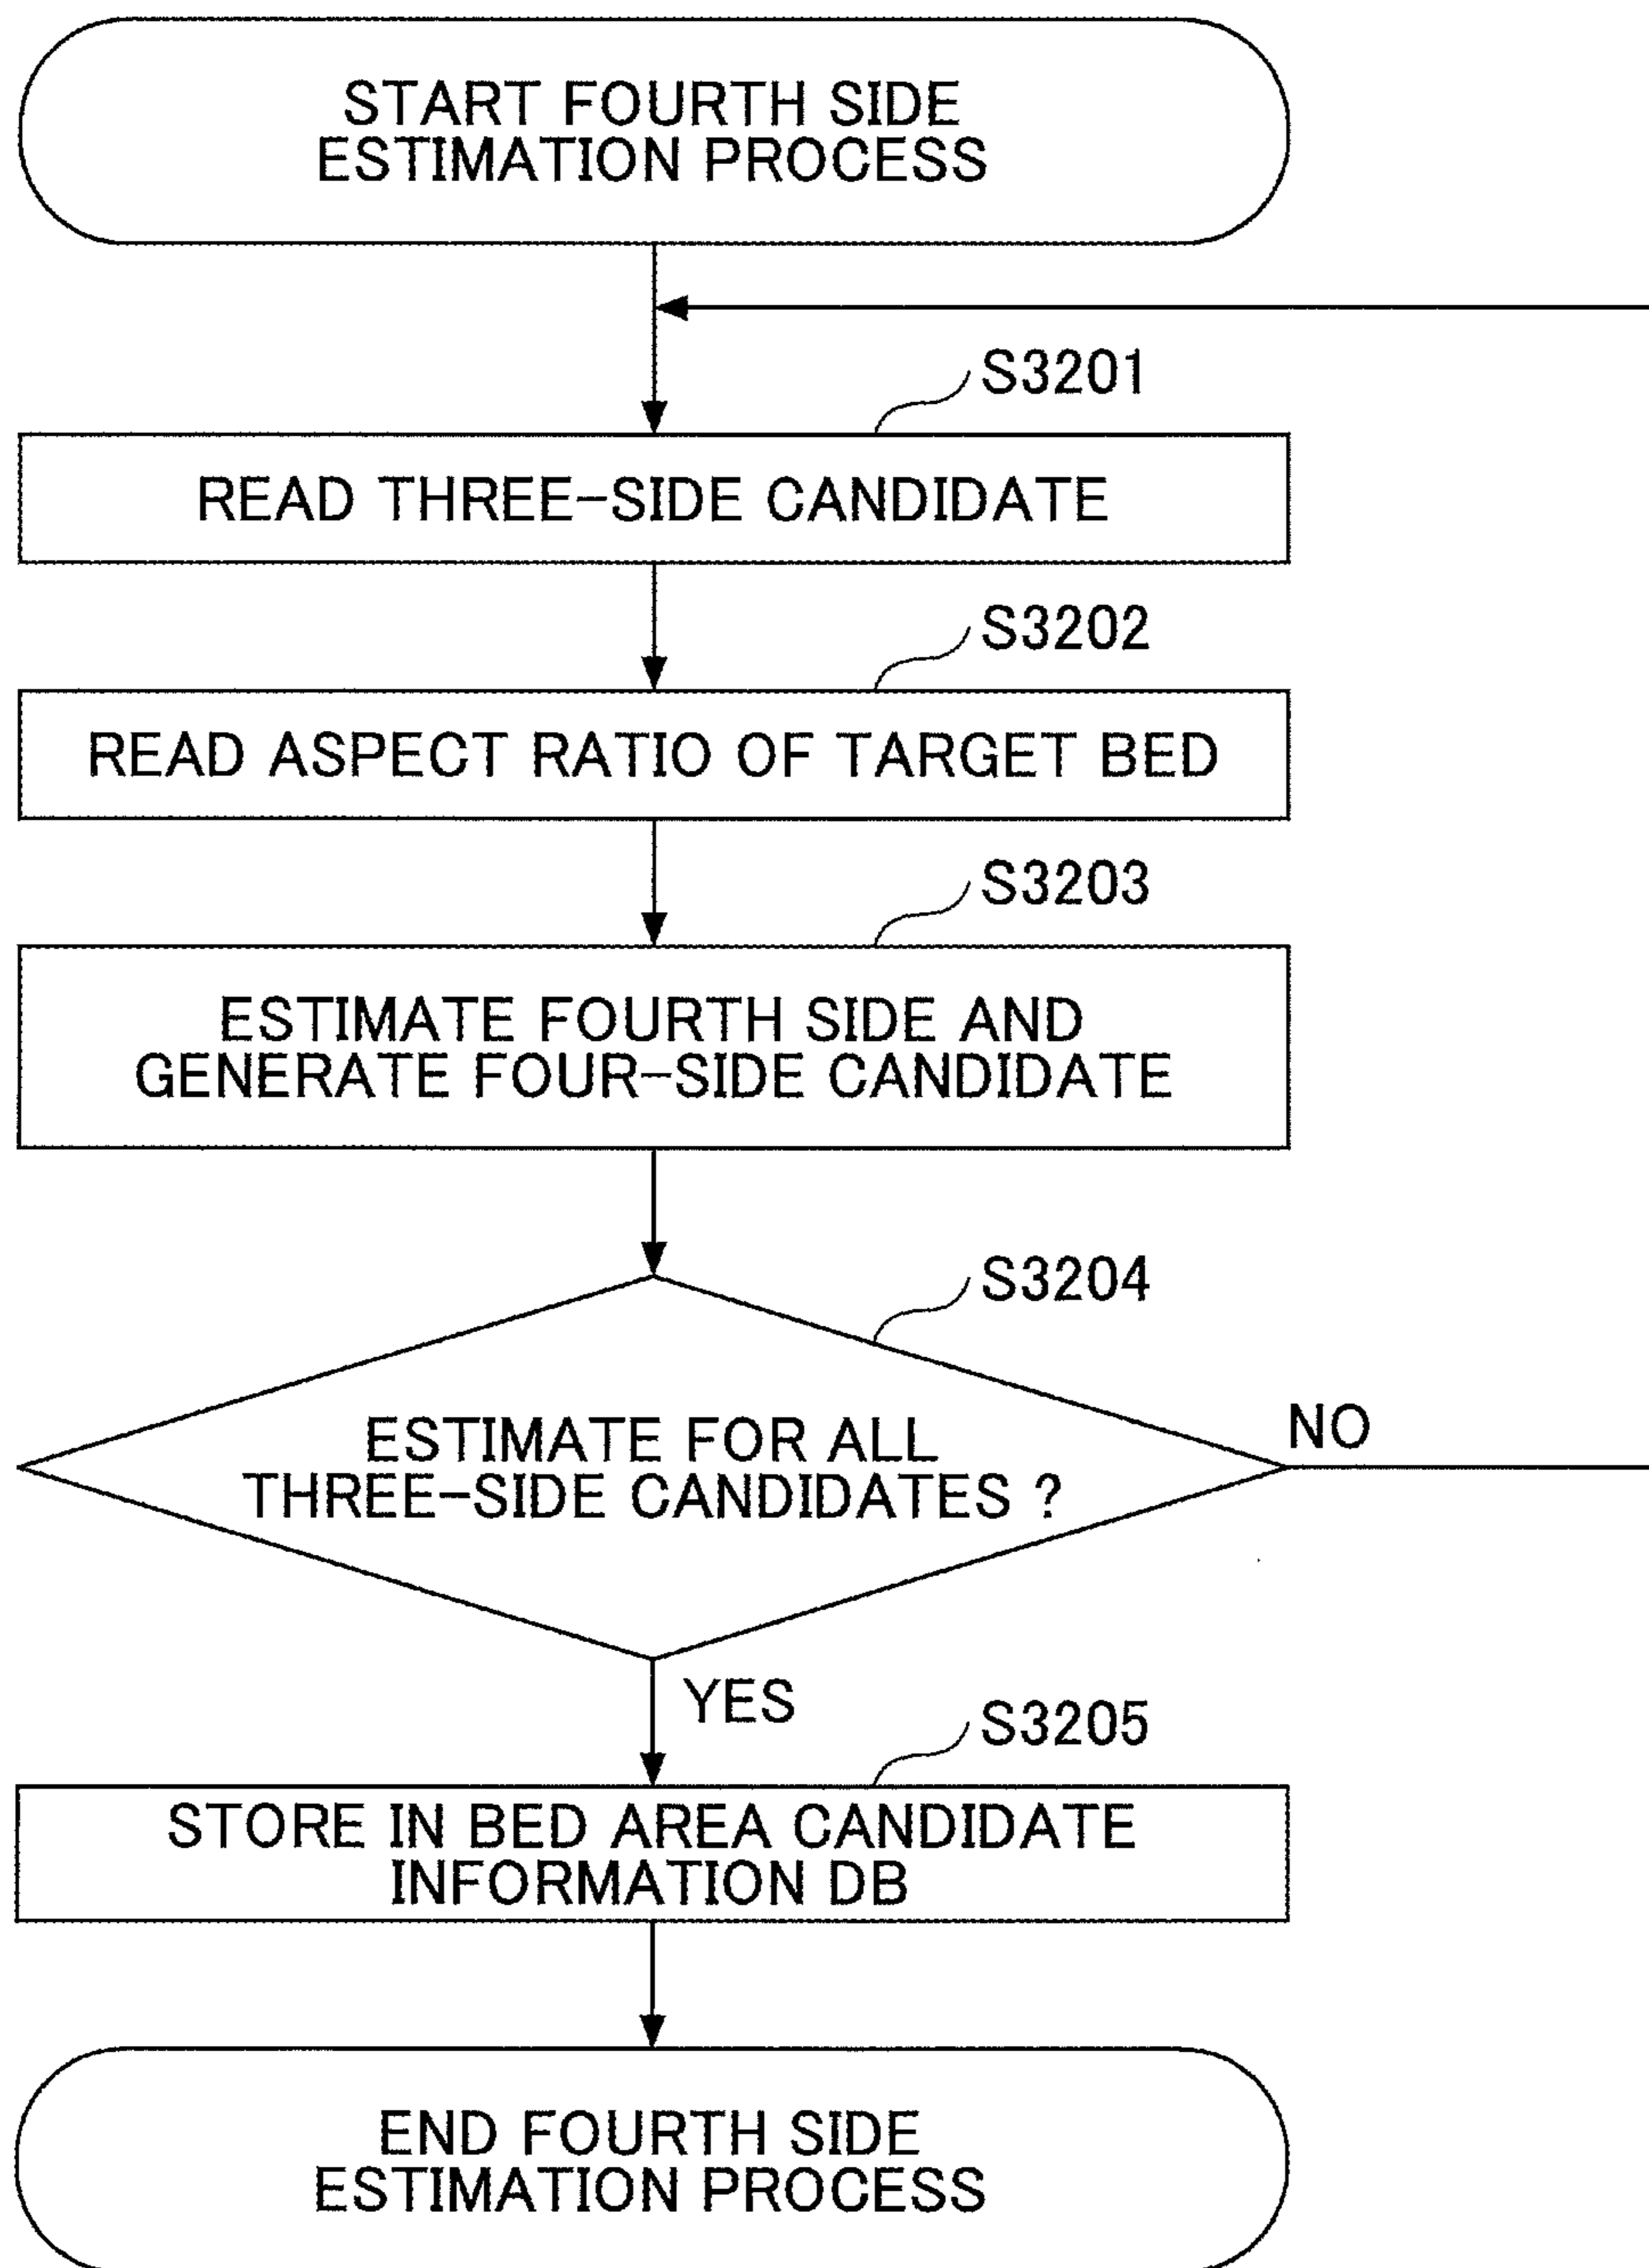 START FOURTH SIDE
ESTIMATION PROCESS
S3201
READ THREE-SIDE CANDIDATE
S3202
READ ASPECT RATIO OF TARGET BED
S3203
ESTIMATE FOURTH SIDE AND
GENERATE FOUR-SIDE CANDIDATE
S3204
ESTIMATE FOR ALL
THREE-SIDE CANDIDATES ?
NO
YES
S3205
STORE IN BED AREA CANDIDATE
INFORMATION DB
END FOURTH SIDE
ESTIMATION PROCESS